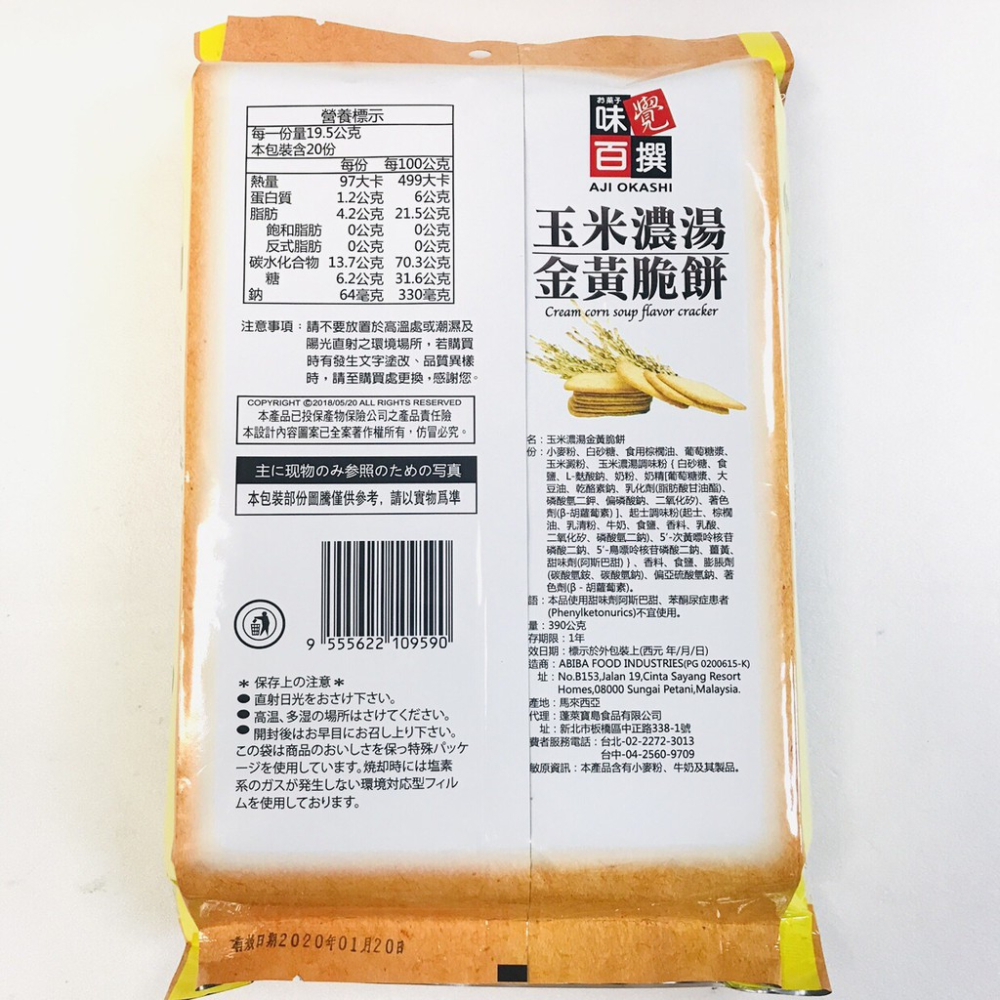 營養標示
每一份量19.5公克
本包裝含20份
每份 每100公克
熱量 97大卡 499大卡
蛋白質 1.2公克 6公克
脂肪 4.2公克 21.5公克
飽和脂肪 0公克 0公克
反式脂肪 0公克 0公克
碳水化合物 13.7公克 70.3公克
糖 6.2公克 31.6公克
鈉 64毫克 330毫克
注意事項：請不要放置於高溫處或潮濕及
陽光直射之環境場所，若購買
時有發生文字塗改、品質異樣
時，請至購買處更換，感謝您。
COPYRIGHT ©2018/05/20 ALL RIGHTS RESERVED
本產品已投保產物保險公司之產品責任險
本設計內容圖案已全案著作權所有，仿冒必究。
主に現物のみ参照のための写真
本包裝部份圖騰僅供參考，請以實物爲準
9 555622 109590
＊ 保存上の注意＊
● 直射日光をおさけ下さい。
● 高温、多湿の場所はさけてください。
● 開封後はお早目にお召し上り下さい。
この袋は商品のおいしさを保っ特殊パッケ
ージを使用しています。焼却時には塩素
系のガスが発生しない環境対応型フィル
ムを使用しております。
お菓子
味覺
百撰
AJI OKASHI
玉米濃湯
金黃脆餅
Cream corn soup flavor cracker
名：玉米濃湯金黃脆餅
份：小麥粉、白砂糖、食用棕櫚油、葡萄糖漿、
玉米澱粉、玉米濃湯調味粉 { 白砂糖、食
鹽、L-麩酸鈉、奶粉、奶精[葡萄糖漿、大
豆油、乾酪素鈉、乳化劑(脂肪酸甘油酯)、
磷酸氫二鉀、偏磷酸鈉、二氧化矽)、著色
劑(β-胡蘿蔔素) ]、起士調味粉(起士、棕櫚
油、乳清粉、牛奶、食鹽、香料、乳酸、
二氧化矽、磷酸氫二鈉)、5'-次黃嘌呤核苷
磷酸二鈉、5'-鳥嘌呤核苷磷酸二鈉、薑黃、
甜味劑(阿斯巴甜) }、香料、食鹽、膨脹劑
(碳酸氫銨、碳酸氫鈉)、偏亞硫酸氫鈉、著
色劑(β - 胡蘿蔔素)。
語：本品使用甜味劑阿斯巴甜、苯酮尿症患者
(Phenylketonurics)不宜使用。
量：390公克
存期限：1年
效日期：標示於外包裝上(西元 年/月/日)
造商：ABIBA FOOD INDUSTRIES(PG 0200615-K)
址：No.B153,Jalan 19,Cinta Sayang Resort
Homes,08000 Sungai Petani,Malaysia.
產地：馬來西亞
代理：蓬萊寶島食品有限公司
址：新北市板橋區中正路338-1號
費者服務電話：台北-02-2272-3013
台中-04-2560-9709
敏原資訊：本產品含有小麥粉、牛奶及其製品。
有效日期2020年01月20日